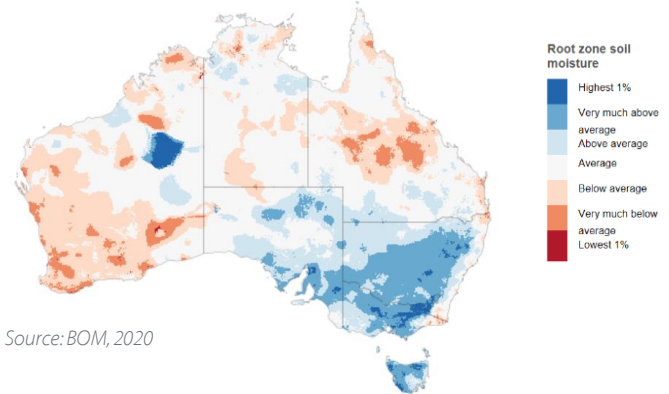 Root zone soil
moisture
Highest 1%
Very much above
average
Above average
Average
Below average
Very much below
average
Lowest 1%
Source: BOM, 2020